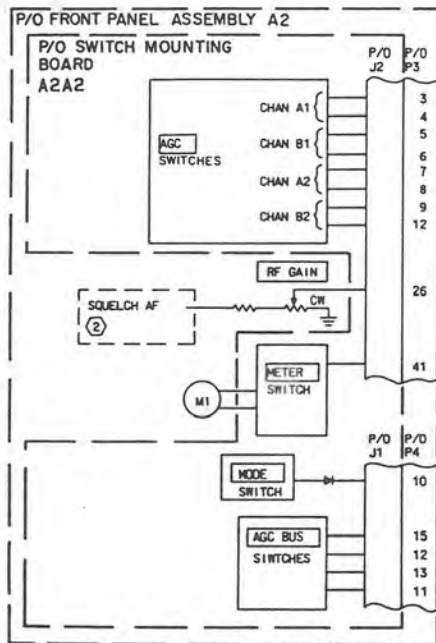 P/O FRONT PANEL ASSEMBLY A2
P/O SWITCH MOUNTING
BOARD
A2A2
P/O
J2
P/O
P3
AGC
SWITCHES
CHAN A1
CHAN B1
CHAN A2
CHAN B2
3
4
5
6
7
8
9
12
RF GAIN
SQUELCH AF
2
CW
26
METER
SWITCH
M1
41
P/O
J1
P/O
P4
MODE
SWITCH
10
AGC BUS
SIWTCHES
15
12
13
11